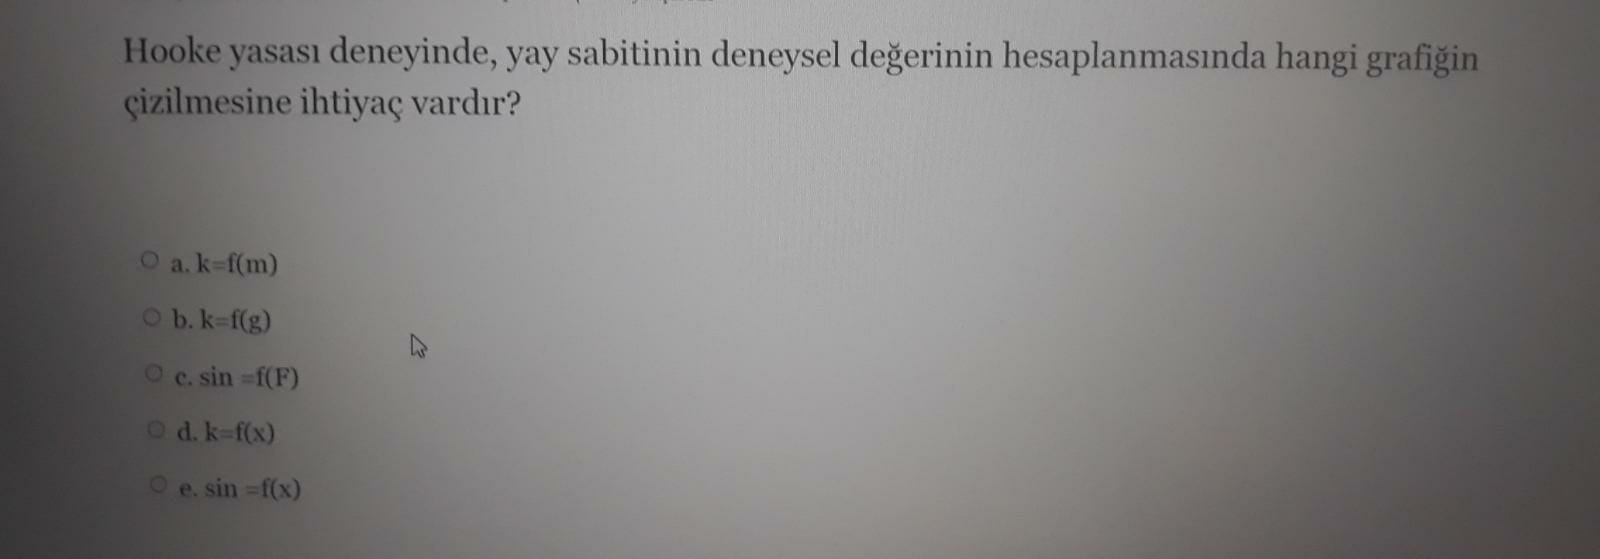 Hooke yasası deneyinde, yay sabitinin deneysel değerinin hesaplanmasında hangi grafiğin
çizilmesine ihtiyaç vardır?
a. k=f(m)
b. k=f(g)
c. sin =f(F)
d. k=f(x)
e. sin =f(x)